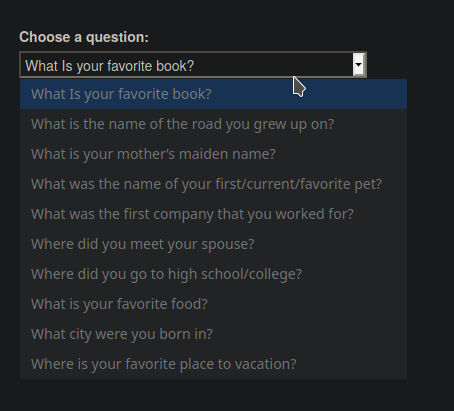 Choose a question:
What Is your favorite book?
What Is your favorite book?
What is the name of the road you grew up on?
What is your mother’s maiden name?
What was the name of your first/current/favorite pet?
What was the first company that you worked for?
Where did you meet your spouse?
Where did you go to high school/college?
What is your favorite food?
What city were you born in?
Where is your favorite place to vacation?